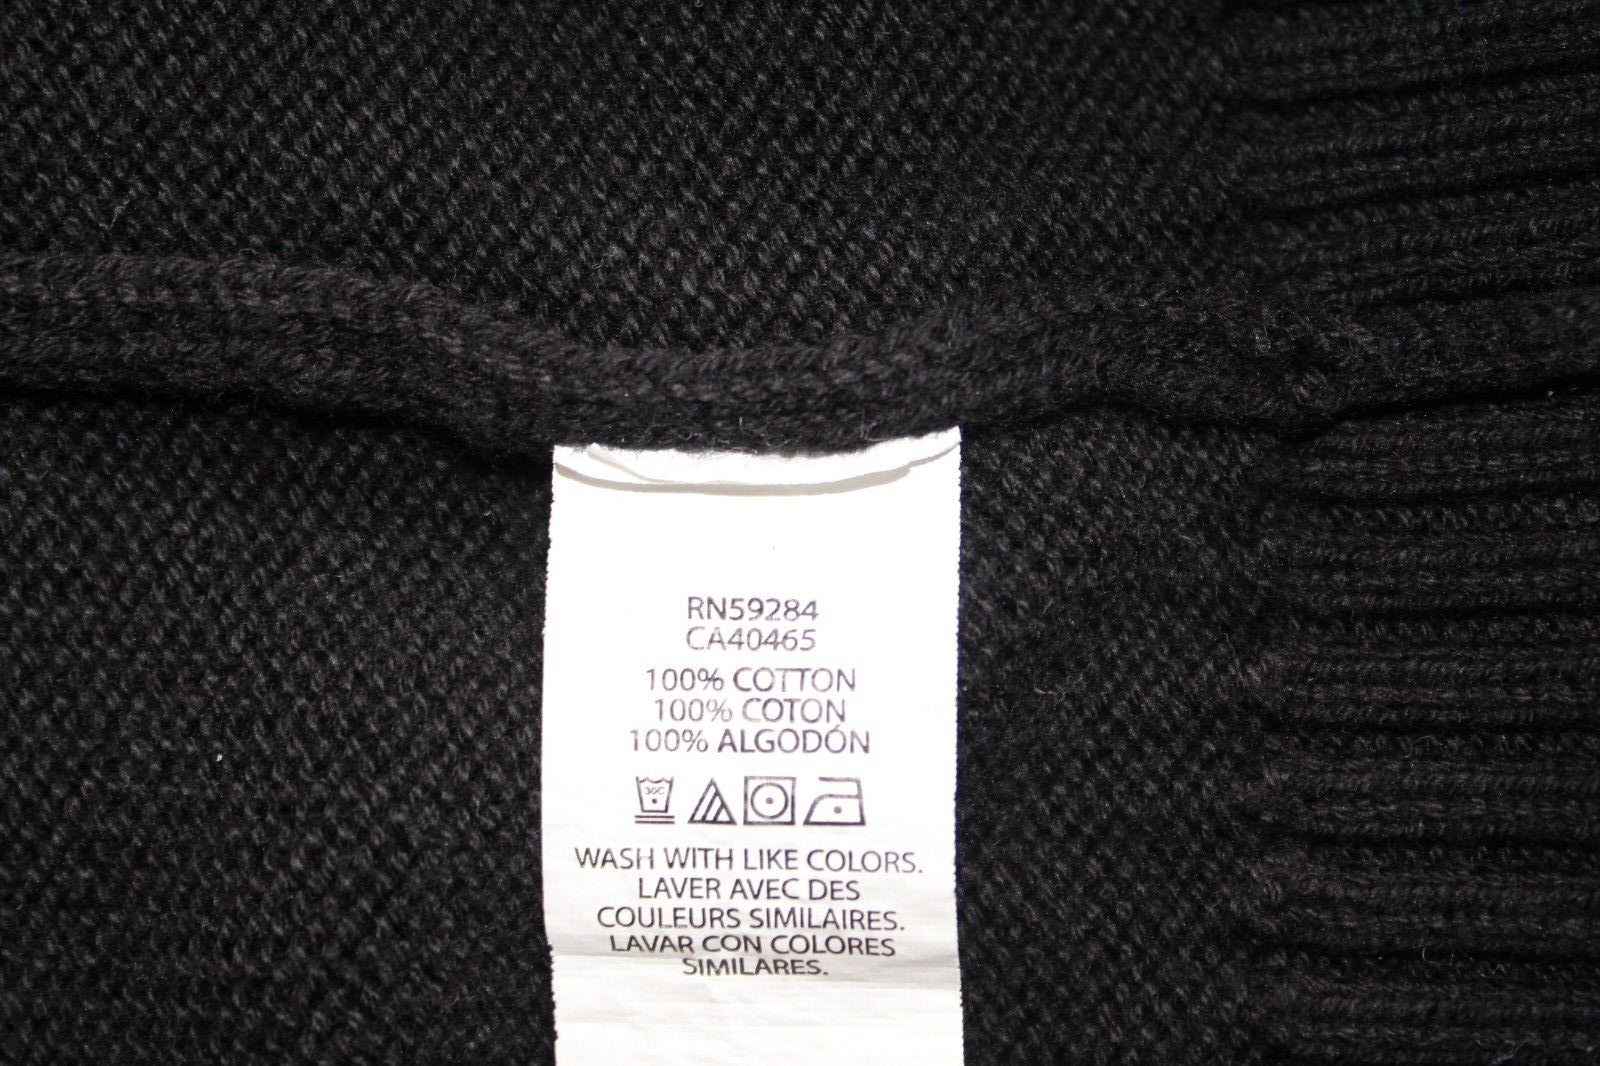 RN59284
CA40465
100% COTTON
100% COTON
100% ALGODÓN
30C
WASH WITH LIKE COLORS.
LAVER AVEC DES
COULEURS SIMILAIRES.
LAVAR CON COLORES
SIMILARES.